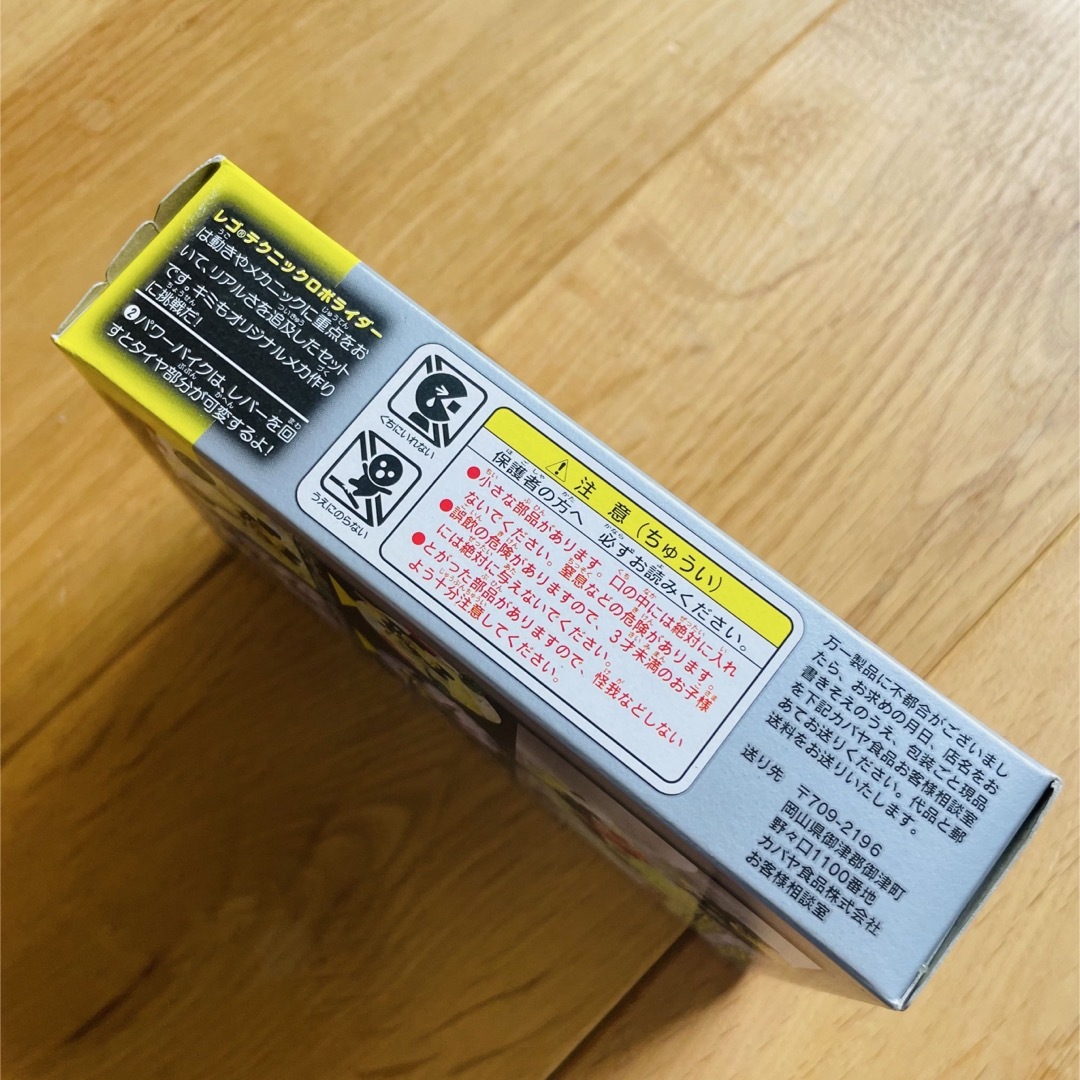 レゴ®テクニックロボライダー
は動きやメカニックに重点をお
いて、リアルさを追及したセット
です。キミもオリジナルメカ作り
に挑戦だ!
❷パワーバイクは、レバーを回
すとタイヤ部分が可変するよ!
くちにいれない
うえにのらない
注意(ちゅうい)
保護者の方へ 必ずお読みください。
●小さな部品があります。口の中には絶対に入れ
ないでください。窒息などの危険があります。
●誤飲の危険がありますので、3才未満のお子様
には絶対に与えないでください。
●とがった部品がありますので、怪我などしない
よう十分注意してください。
万一製品に不都合がございまし
たら、お求めの月日、店名をお
書きそえのうえ、包装ごと現品
を下記カバヤ食品お客様相談室
あてお送りください。代品と郵
送料をお送りいたします。
送り先
〒709-2196
岡山県御津郡御津町
野々口1100番地
カバヤ食品株式会社
お客様相談室